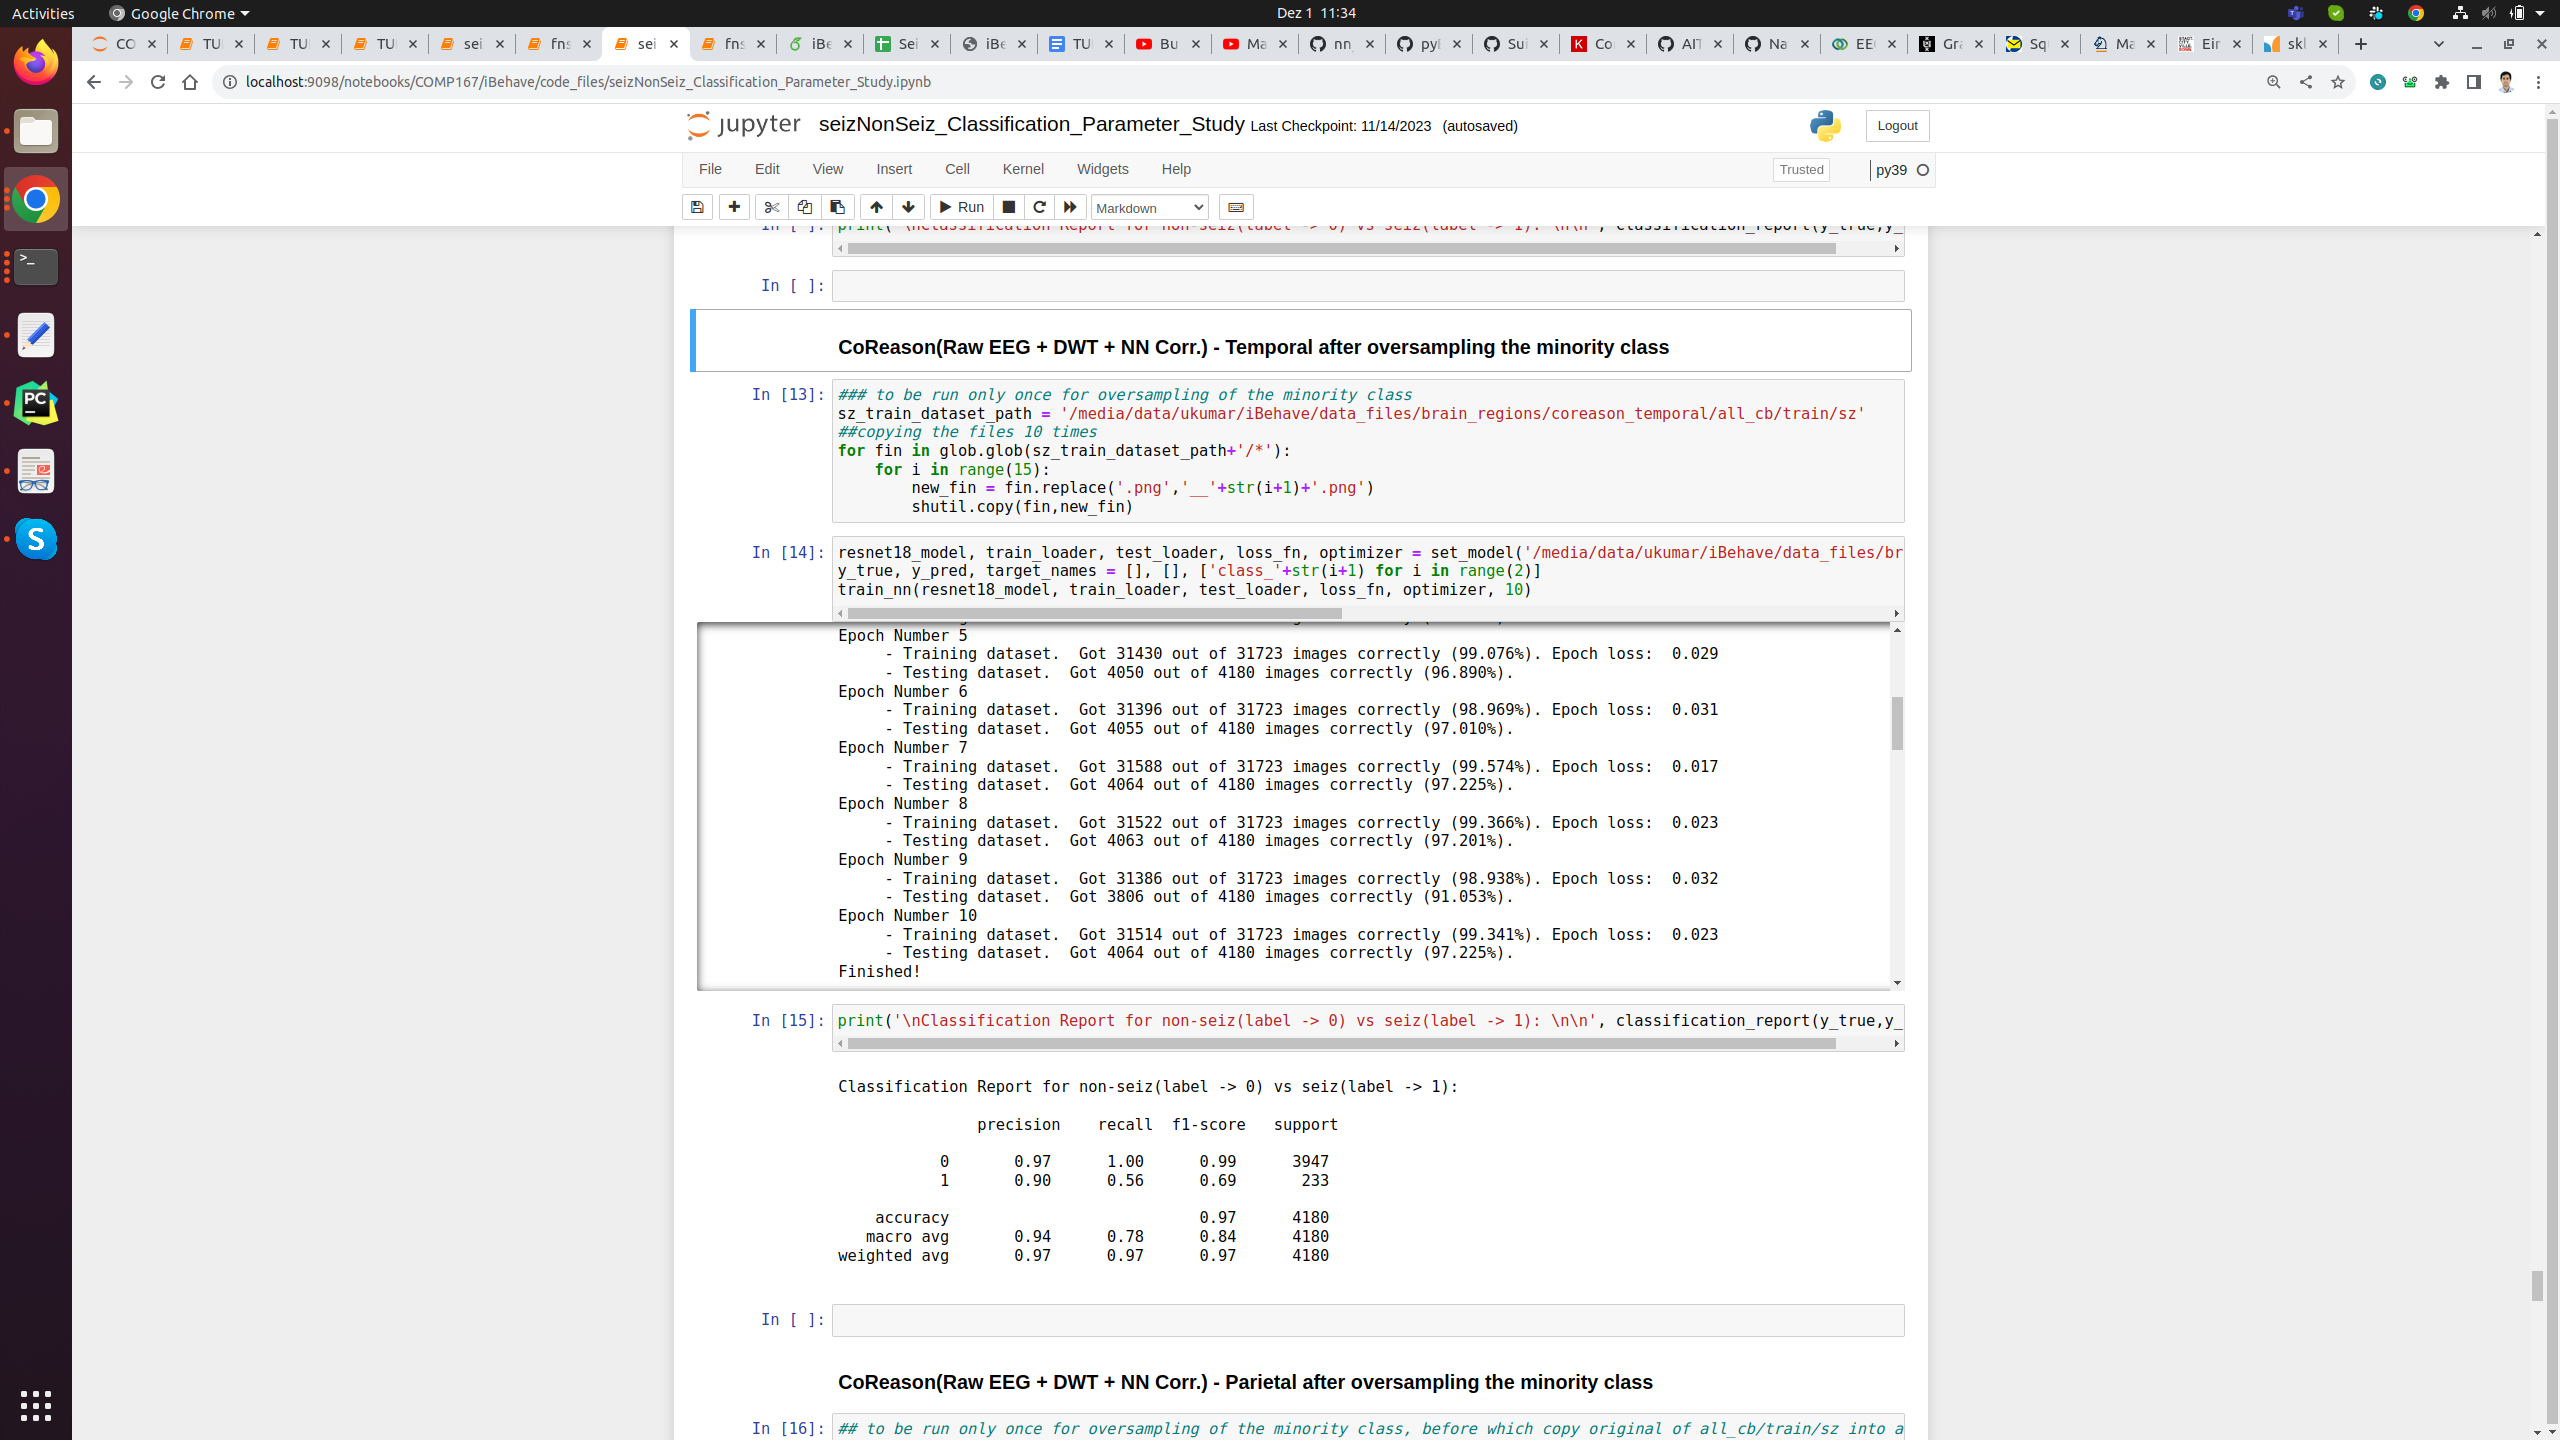 Activities
Google Chrome
Dez 1 11:34
CO
TU
TU
TU
sei
fns
sei
fns
iBe
Sei
iBe
TU
Bu
Ma
nn
pyl
Sui
Co
AIT
Na
EE
Gra
Sq
Ma
Eir
skl
localhost:9098/notebooks/COMP167/iBehave/code_files/seizNonSeiz_Classification_Parameter_Study.ipynb
jupyter seizNonSeiz_Classification_Parameter_Study Last Checkpoint: 11/14/2023 (autosaved)
Logout
File Edit View Insert Cell Kernel Widgets Help
Trusted
py39
Run
Markdown
In [ ]: print('\nClassification Report for non-seiz(label -> 0) vs seiz(label -> 1): \n\n', classification_report(y_true,y_
In [ ]:
CoReason(Raw EEG + DWT + NN Corr.) - Temporal after oversampling the minority class
In [13]: ### to be run only once for oversampling of the minority class
sz_train_dataset_path = '/media/data/ukumar/iBehave/data_files/brain_regions/coreason_temporal/all_cb/train/sz'
##copying the files 10 times
for fin in glob.glob(sz_train_dataset_path+'/*'):
for i in range(15):
new_fin = fin.replace('.png','__'+str(i+1)+'.png')
shutil.copy(fin,new_fin)
In [14]: resnet18_model, train_loader, test_loader, loss_fn, optimizer = set_model('/media/data/ukumar/iBehave/data_files/br
y_true, y_pred, target_names = [], [], ['class_'+str(i+1) for i in range(2)]
train_nn(resnet18_model, train_loader, test_loader, loss_fn, optimizer, 10)
Epoch Number 5
- Training dataset. Got 31430 out of 31723 images correctly (99.076%). Epoch loss: 0.029
- Testing dataset. Got 4050 out of 4180 images correctly (96.890%).
Epoch Number 6
- Training dataset. Got 31396 out of 31723 images correctly (98.969%). Epoch loss: 0.031
- Testing dataset. Got 4055 out of 4180 images correctly (97.010%).
Epoch Number 7
- Training dataset. Got 31588 out of 31723 images correctly (99.574%). Epoch loss: 0.017
- Testing dataset. Got 4064 out of 4180 images correctly (97.225%).
Epoch Number 8
- Training dataset. Got 31522 out of 31723 images correctly (99.366%). Epoch loss: 0.023
- Testing dataset. Got 4063 out of 4180 images correctly (97.201%).
Epoch Number 9
- Training dataset. Got 31386 out of 31723 images correctly (98.938%). Epoch loss: 0.032
- Testing dataset. Got 3806 out of 4180 images correctly (91.053%).
Epoch Number 10
- Training dataset. Got 31514 out of 31723 images correctly (99.341%). Epoch loss: 0.023
- Testing dataset. Got 4064 out of 4180 images correctly (97.225%).
Finished!
In [15]: print('\nClassification Report for non-seiz(label -> 0) vs seiz(label -> 1): \n\n', classification_report(y_true,y_
Classification Report for non-seiz(label -> 0) vs seiz(label -> 1):
precision recall f1-score support
0 0.97 1.00 0.99 3947
1 0.90 0.56 0.69 233
accuracy 0.97 4180
macro avg 0.94 0.78 0.84 4180
weighted avg 0.97 0.97 0.97 4180
In [ ]:
CoReason(Raw EEG + DWT + NN Corr.) - Parietal after oversampling the minority class
In [16]: ## to be run only once for oversampling of the minority class, before which copy original of all_cb/train/sz into a